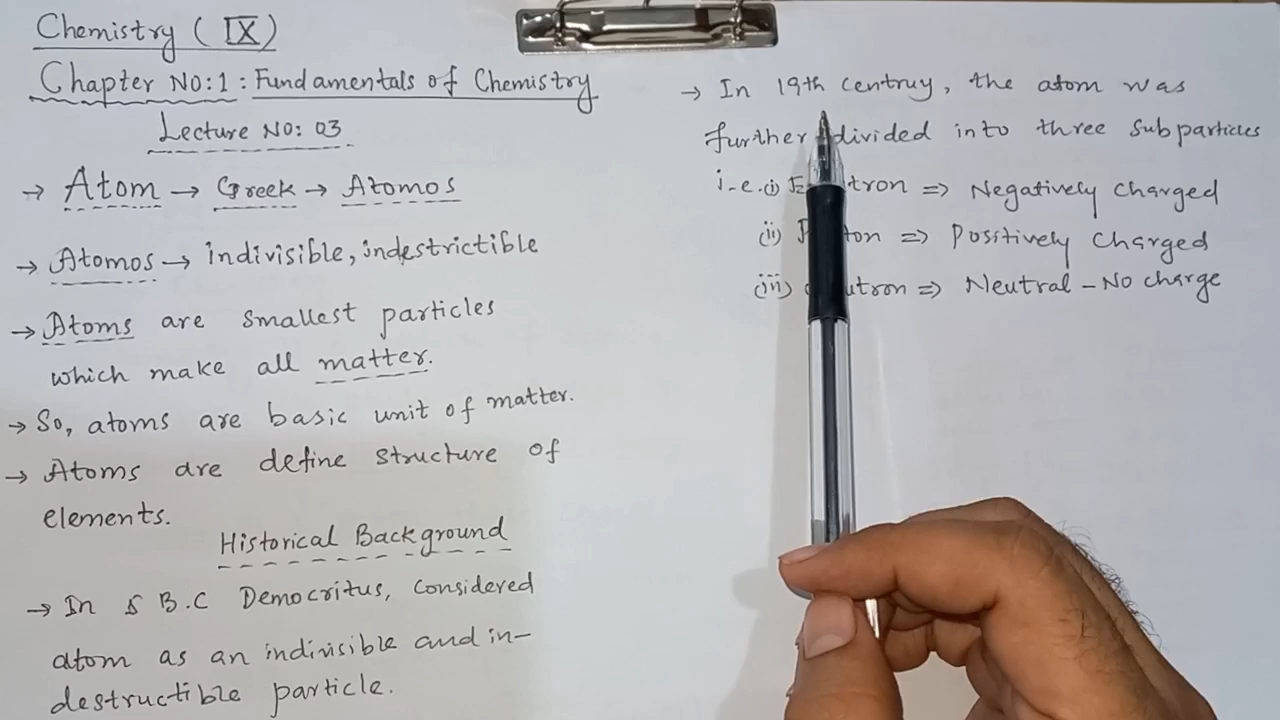 Chemistry (IX)
Chapter No:1: Fundamentals of Chemistry
Lecture No: 03
→ Atom → Greek → Atomos
→ Atomos → indivisible, indestrictible
→ Atoms are smallest particles
which make all matter.
→ So, atoms are basic unit of matter.
→ Atoms are define structure of
elements.
Historical Background
→ In 5 B.C Democritus, considered
atom as an indivisible and in-
destructible particle.
→ In 19th centruy, the atom was
further divided into three subparticles
i-e. (i) ⇒ Negatively charged
(ii) ⇒ Possitively charged
(iii) ⇒ Neutral - No charge